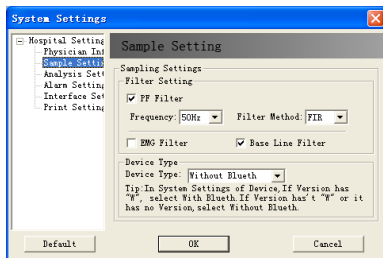 System Settings
Hospital Setting
Physician Inf
Sample Settin
Analysis Sett
Alarm Setting
Interface Set
Print Setting
Sample Setting
Sampling Settings
Filter Setting
PF Filter
Frequency: 50Hz Filter Method: FIR
EMG Filter Base Line Filter
Device Type
Device Type: Without Blueth
Tip:In System Settings of Device,If Version has
"W", select With Blueth.If Version has't "W" or it
has no Version, select Without Blueth.
Default OK Cancel